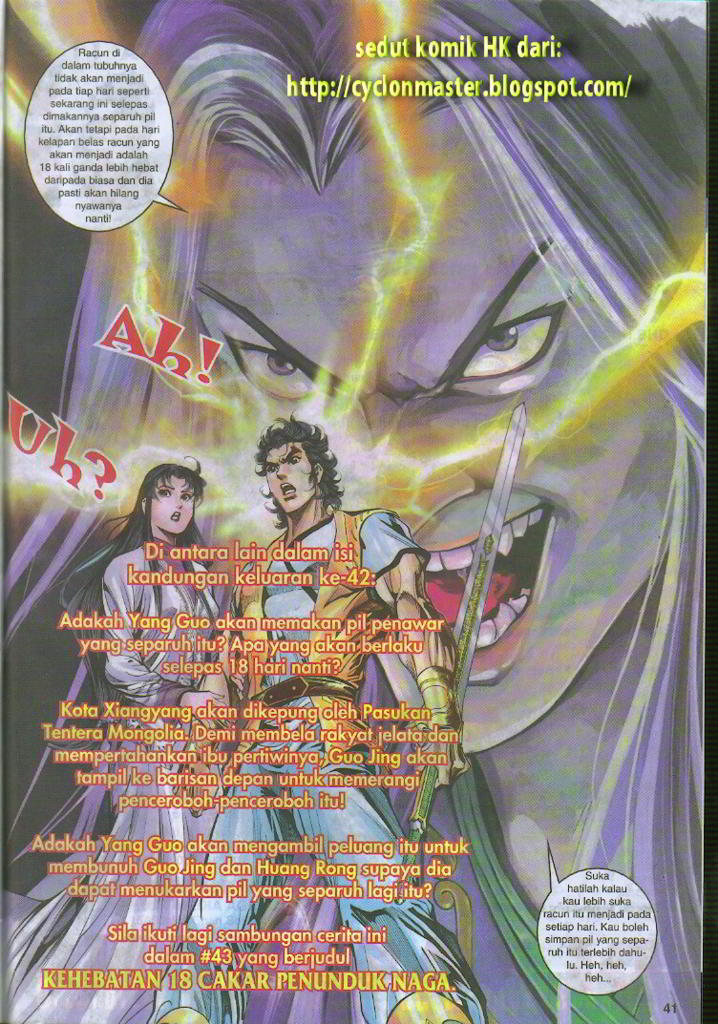 sedut komik HK dari:
http://cyclonmaster.blogspot.com/
Racun di
dalam tubuhnya
tidak akan menjadi
pada tiap hari seperti
sekarang ini selepas
dimakannya separuh pil
itu. Akan tetapi pada hari
kelapan belas racun yang
akan menjadi adalah
18 kali ganda lebih hebat
daripada biasa dan dia
pasti akan hilang
nyawanya
nanti!
Ah!
Uh?
Di antara lain dalam isi
kandungan keluaran ke-42:
Adakah Yang Guo akan memakan pil penawar
yang separuh itu? Apa yang akan berlaku
selepas 18 hari nanti?
Kota Xiangyang akan dikepung oleh Pasukan
Tentera Mongolia. Demi membela rakyat jelata dan
mempertahankan ibu pertiwinya, Guo Jing akan
tampil ke barisan depan untuk memerangi
penceroboh-penceroboh itu!
Adakah Yang Guo akan mengambil peluang itu untuk
membunuh Guo Jing dan Huang Rong supaya dia
dapat menukarkan pil yang separuh lagi itu?
Sila ikuti lagi sambungan cerita ini
dalam #43 yang berjudul
KEHEBATAN 18 CAKAR PENUNDUK NAGA.
Suka
hatilah kalau
kau lebih suka
racun itu menjadi pada
setiap hari. Kau boleh
simpan pil yang sepa-
ruh itu terlebih dahu-
lu. Heh, heh,
heh...
41